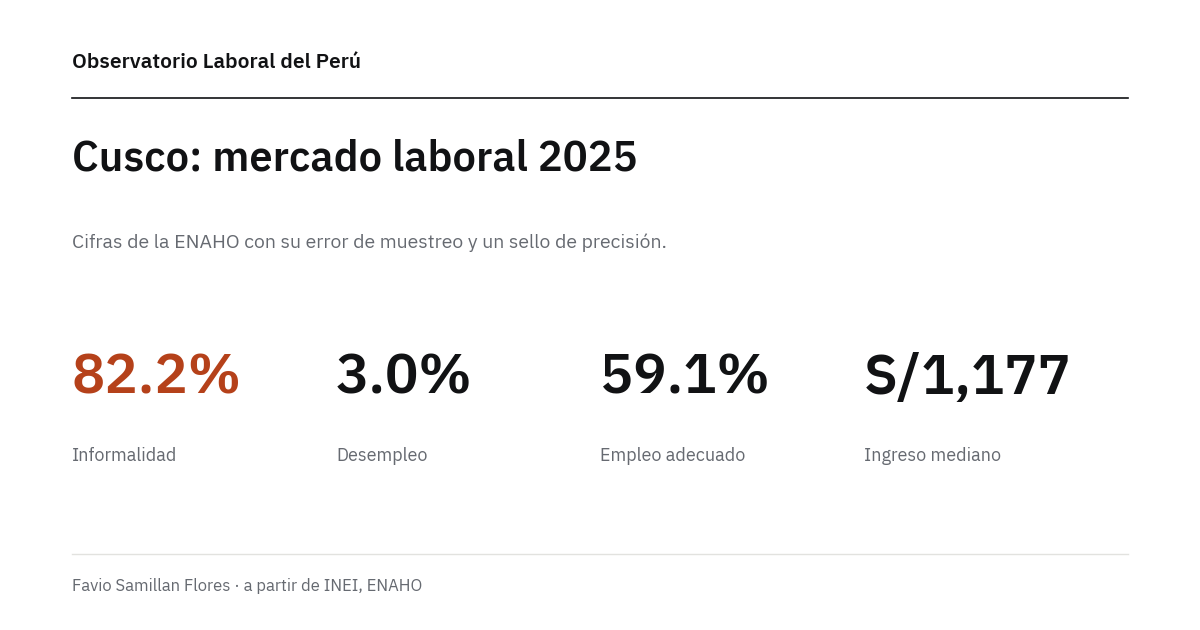 Observatorio Laboral del Perú
Cusco: mercado laboral 2025
Cifras de la ENAHO con su error de muestreo y un sello de precisión.
82.2% 3.0% 59.1% S/1,177
Informalidad Desempleo Empleo adecuado Ingreso mediano
Favio Samillan Flores · a partir de INEI, ENAHO